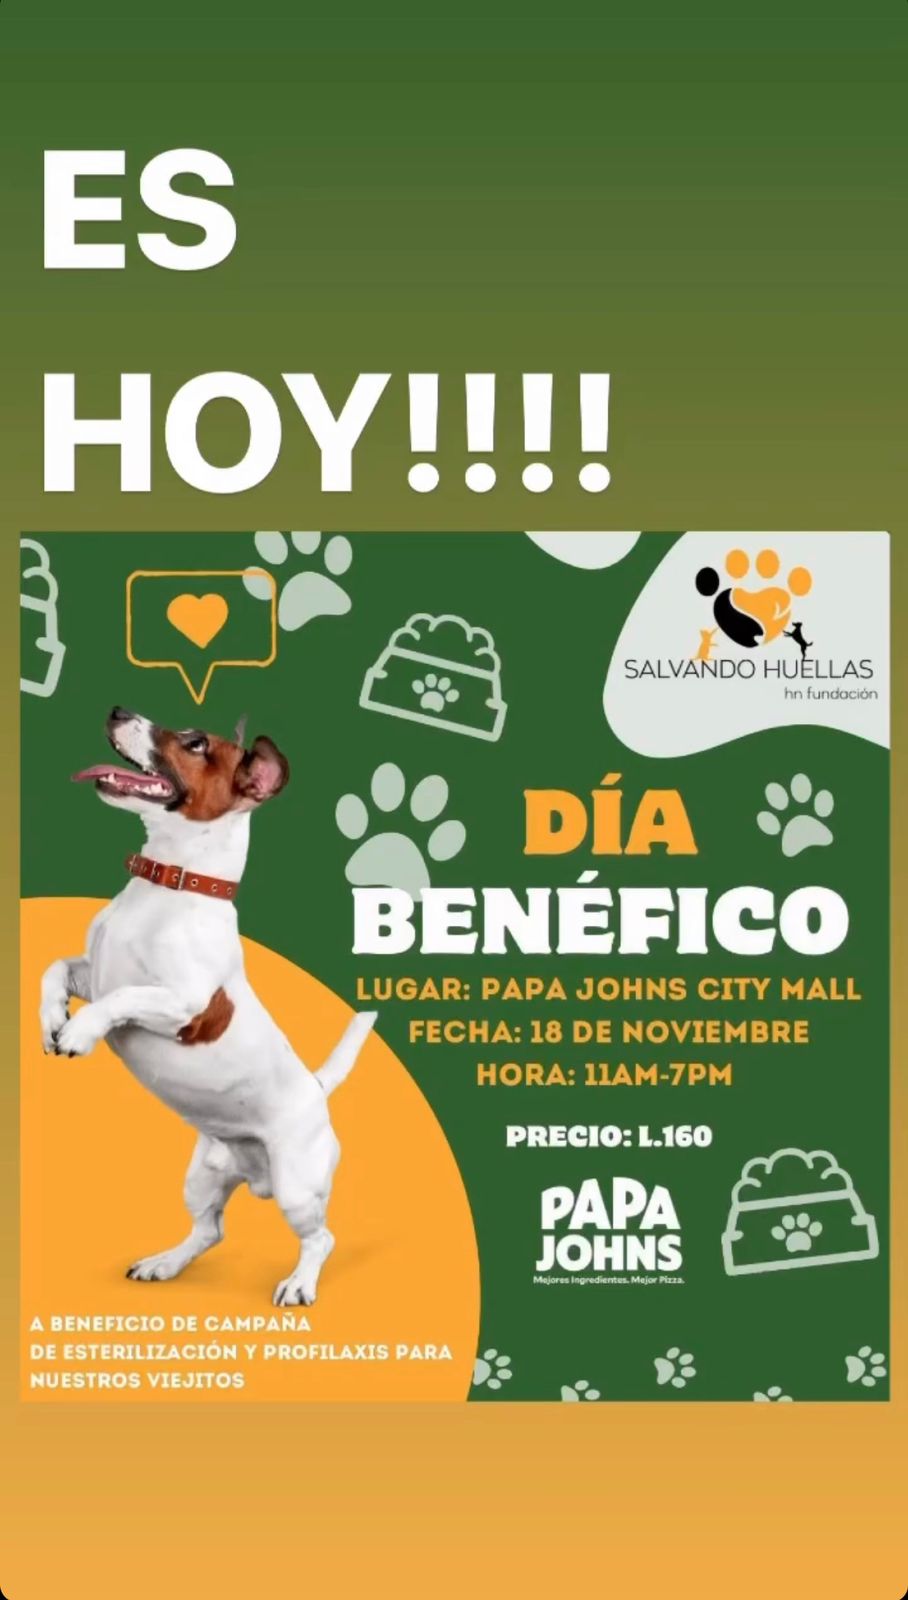 ES
HOY!!!!
SALVANDO HUELLAS
hn fundación
DÍA
BENÉFICO
LUGAR: PAPA JOHNS CITY MALL
FECHA: 18 DE NOVIEMBRE
HORA: 11AM-7PM
PRECIO: L.160
PAPA
JOHNS
Mejores Ingredientes. Mejor Pizza.
A BENEFICIO DE CAMPAÑA
DE ESTERILIZACIÓN Y PROFILAXIS PARA
NUESTROS VIEJITOS